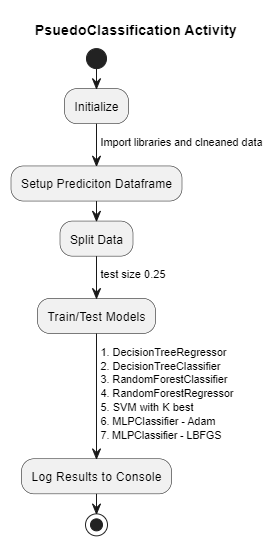 PsuedoClassification Activity
Initialize
Import libraries and clneaned data
Setup Prediciton Dataframe
Split Data
test size 0.25
Train/Test Models
1. DecisionTreeRegressor
2. DecisionTreeClassifier
3. RandomForestClassifier
4. RandomForestRegressor
5. SVM with K best
6. MLPClassifier - Adam
7. MLPClassifier - LBFGS
Log Results to Console